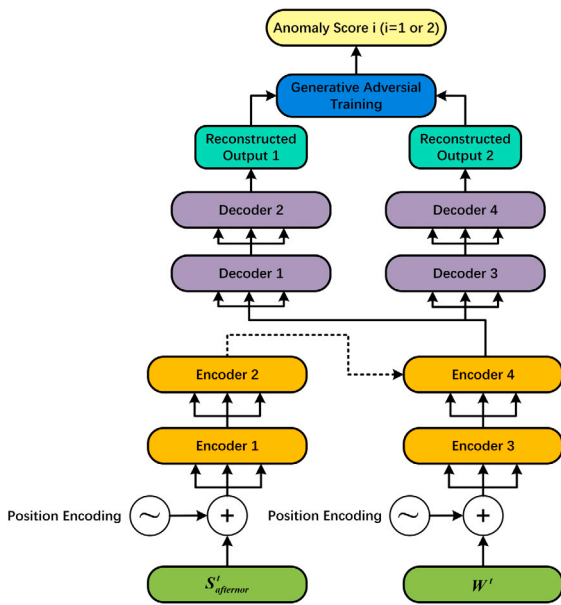 Anomaly Score i (i=1 or 2)
Generative Adversial
Training
Reconstructed
Output 1
Reconstructed
Output 2
Decoder 2
Decoder 4
Decoder 1
Decoder 3
Encoder 2
Encoder 4
Encoder 1
Encoder 3
Position Encoding
~
+
Position Encoding
~
+
S^t_afternor
W^t